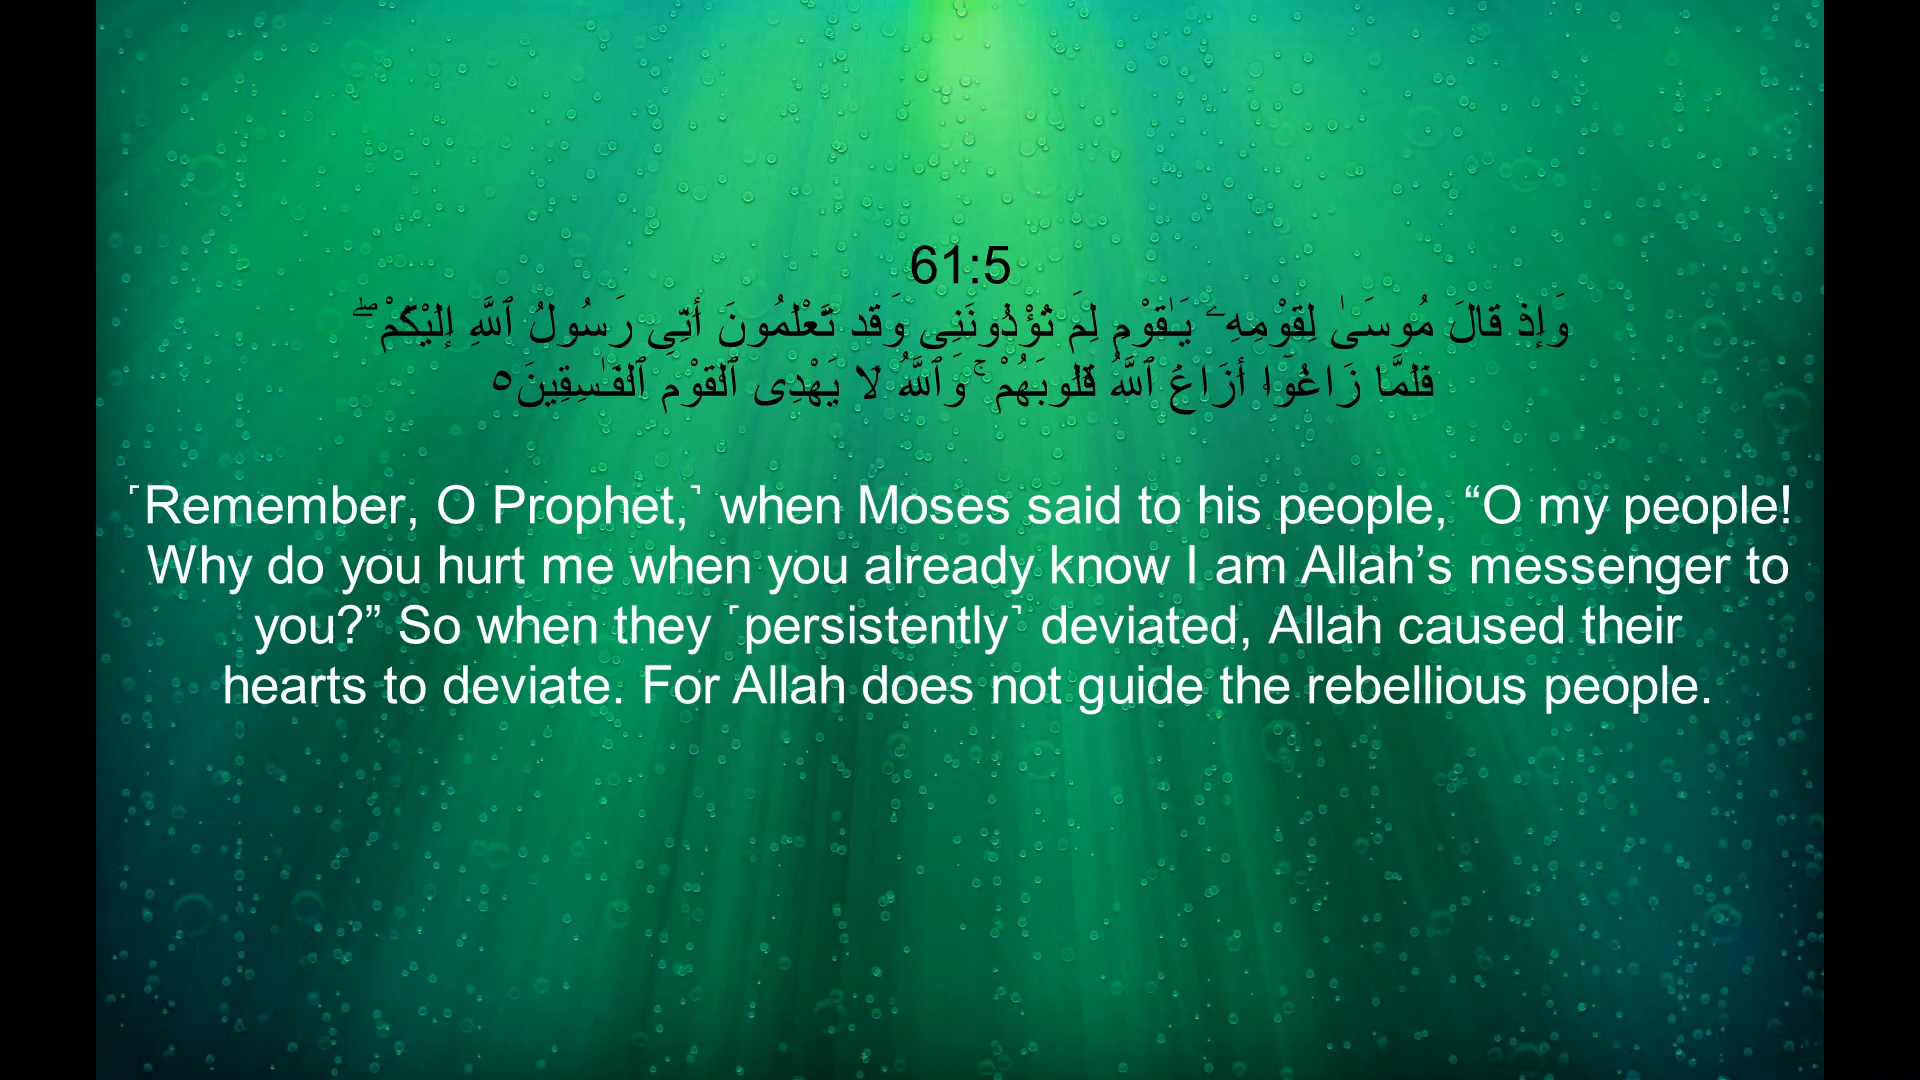 61:5
وَإِذْ قَالَ مُوسَىٰ لِقَوْمِهِۦ يَـٰقَوْمِ لِمَ تُؤْذُونَنِى وَقَد تَّعْلَمُونَ أَنِّى رَسُولُ ٱللَّهِ إِلَيْكُمْ ۖ
فَلَمَّا زَاغُوٓا۟ أَزَاغَ ٱللَّهُ قُلُوبَهُمْ ۚ وَٱللَّهُ لَا يَهْدِى ٱلْقَوْمَ ٱلْفَـٰسِقِينَ ٥
˹Remember, O Prophet,˺ when Moses said to his people, “O my people!
Why do you hurt me when you already know I am Allah’s messenger to
you?” So when they ˹persistently˺ deviated, Allah caused their
hearts to deviate. For Allah does not guide the rebellious people.